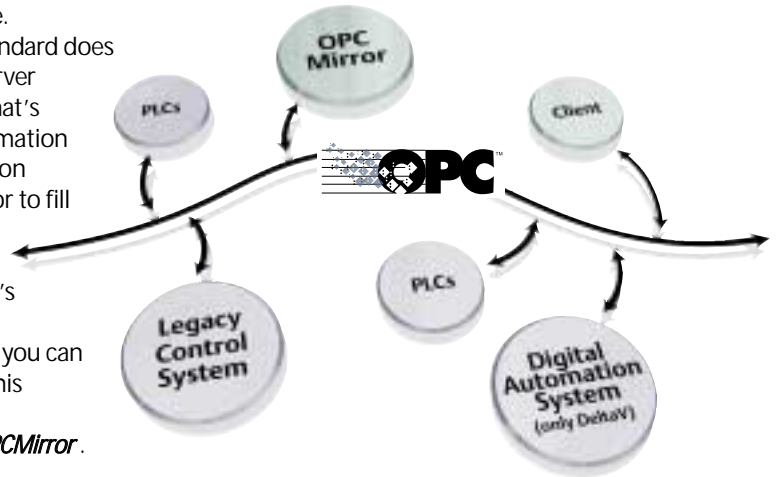 e.
ndard does
rver
hat's
mation
on
or to fill
's
you can
his
PCMirror .
OPC
Mirror
PLCs
Client
OPC™
PLCs
Legacy
Control
System
Digital
Automation
System
(only DeltaV)